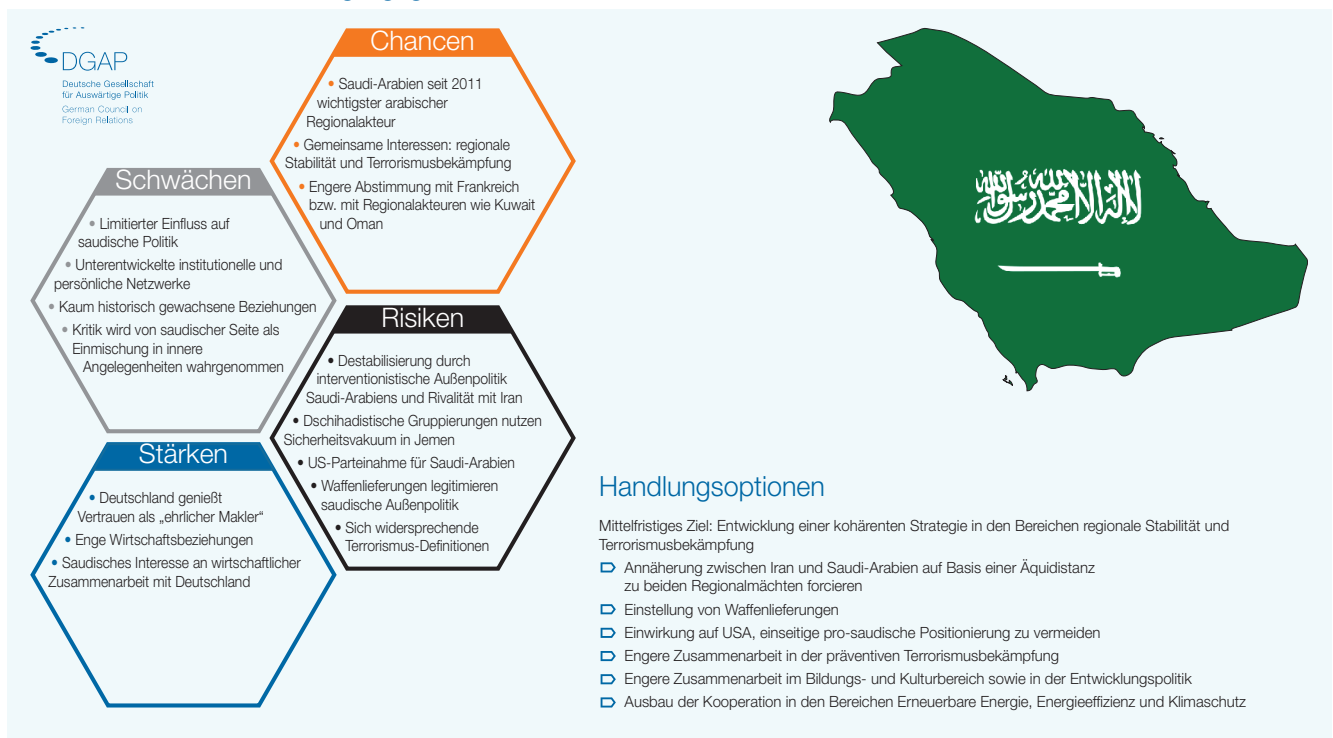 DGAP
Deutsche Gesellschaft
für Auswärtige Politik
German Council on
Foreign Relations
Chancen
• Saudi-Arabien seit 2011
wichtigster arabischer
Regionalakteur
• Gemeinsame Interessen: regionale
Stabilität und Terrorismusbekämpfung
• Engere Abstimmung mit Frankreich
bzw. mit Regionalakteuren wie Kuwait
und Oman
Schwächen
• Limitierter Einfluss auf
saudische Politik
• Unterentwickelte institutionelle und
persönliche Netzwerke
• Kaum historisch gewachsene Beziehungen
• Kritik wird von saudischer Seite als
Einmischung in innere
Angelegenheiten wahrgenommen
Risiken
• Destabilisierung durch
interventionistische Außenpolitik
Saudi-Arabiens und Rivalität mit Iran
• Dschihadistische Gruppierungen nutzen
Sicherheitsvakuum in Jemen
• US-Parteinahme für Saudi-Arabien
• Waffenlieferungen legitimieren
saudische Außenpolitik
• Sich widersprechende
Terrorismus-Definitionen
Stärken
• Deutschland genießt
Vertrauen als „ehrlicher Makler“
• Enge Wirtschaftsbeziehungen
• Saudisches Interesse an wirtschaftlicher
Zusammenarbeit mit Deutschland
لا إله إلا الله محمد رسول الله
Handlungsoptionen
Mittelfristiges Ziel: Entwicklung einer kohärenten Strategie in den Bereichen regionale Stabilität und
Terrorismusbekämpfung
Annäherung zwischen Iran und Saudi-Arabien auf Basis einer Äquidistanz
zu beiden Regionalmächten forcieren
Einstellung von Waffenlieferungen
Einwirkung auf USA, einseitige pro-saudische Positionierung zu vermeiden
Engere Zusammenarbeit in der präventiven Terrorismusbekämpfung
Engere Zusammenarbeit im Bildungs- und Kulturbereich sowie in der Entwicklungspolitik
Ausbau der Kooperation in den Bereichen Erneuerbare Energie, Energieeffizienz und Klimaschutz